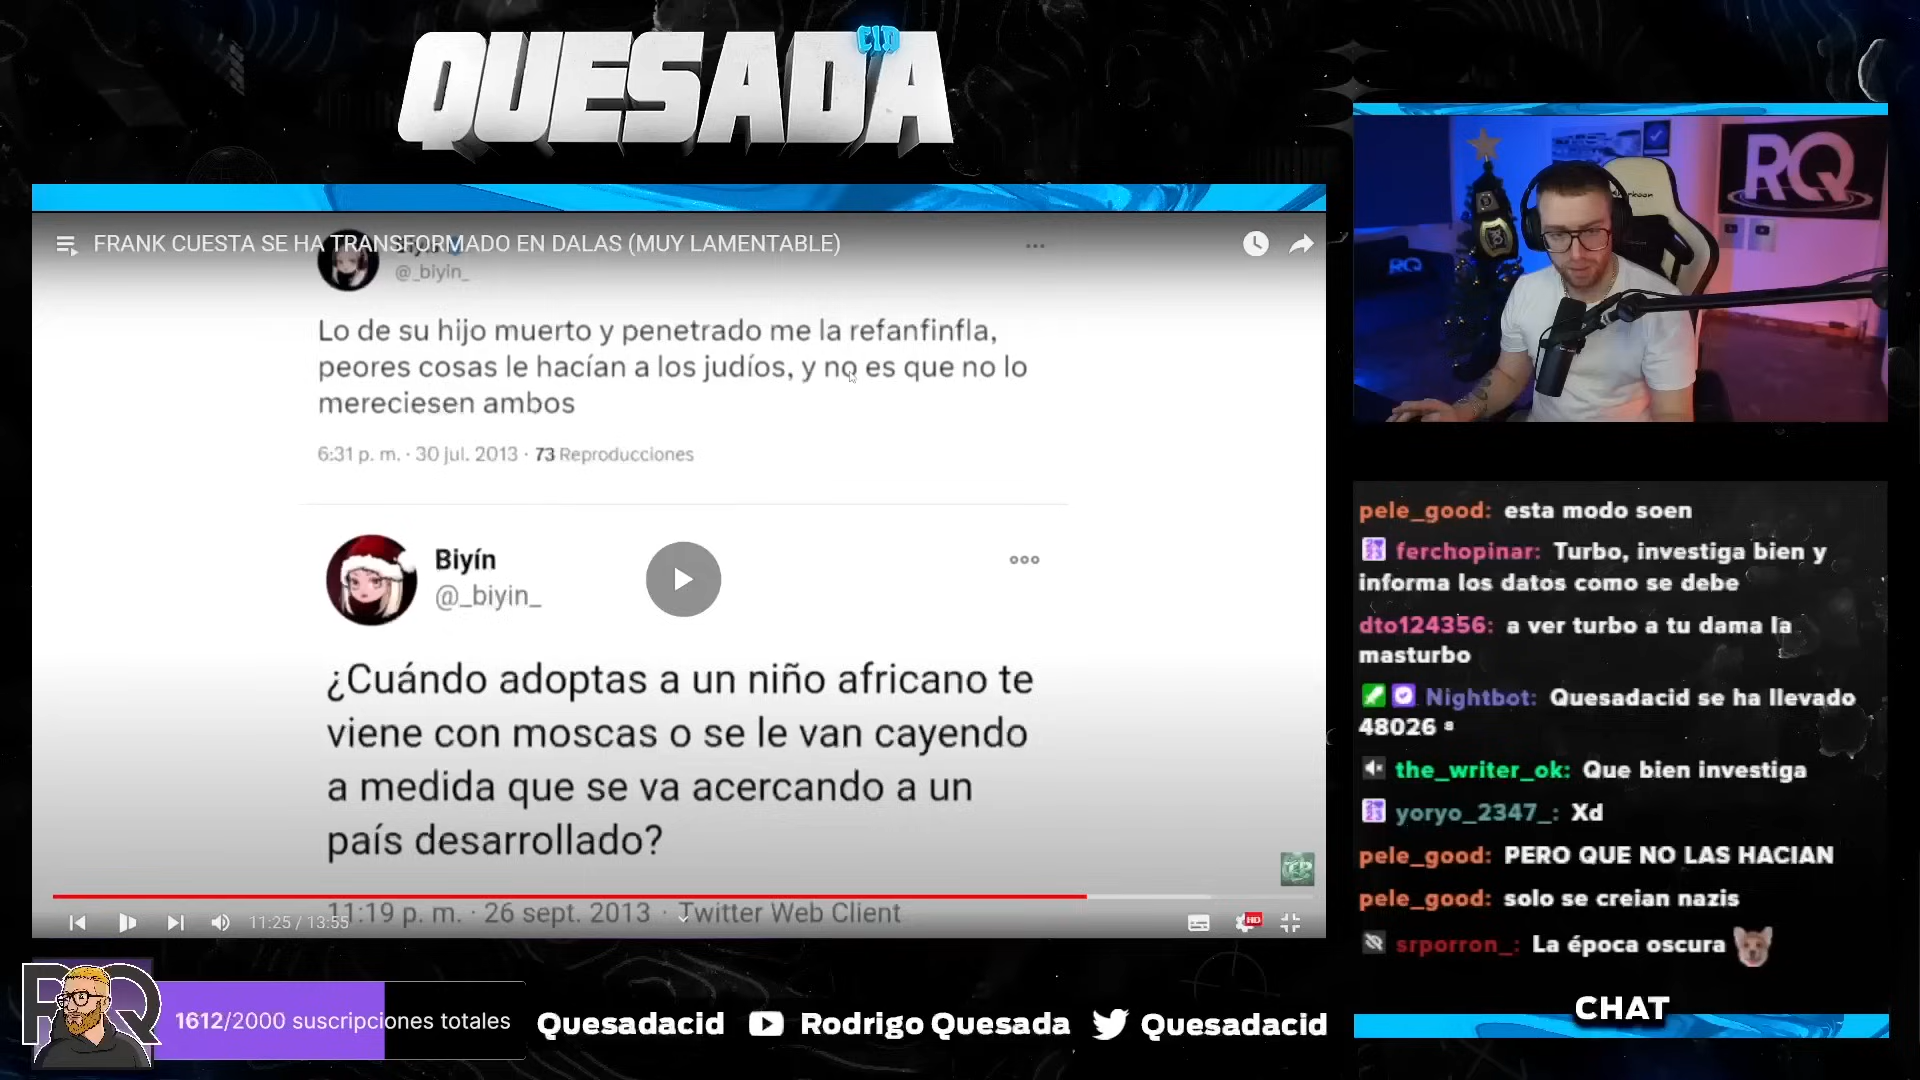 QUESADA
CID
FRANK CUESTA SE HA TRANSFORMADO EN DALAS (MUY LAMENTABLE)
@_biyin_
Lo de su hijo muerto y penetrado me la refanfinfla,
peores cosas le hacían a los judíos, y no es que no lo
mereciesen ambos
6:31 p. m. · 30 jul. 2013 · 73 Reproducciones
Biyín
@_biyin_
¿Cuándo adoptas a un niño africano te
viene con moscas o se le van cayendo
a medida que se va acercando a un
país desarrollado?
11:19 p. m. · 26 sept. 2013 · Twitter Web Client
11:25 / 13:55
HD
RQ
RQ
pele_good: esta modo soen
ferchopinar: Turbo, investiga bien y
informa los datos como se debe
dto124356: a ver turbo a tu dama la
masturbo
Nightbot: Quesadacid se ha llevado
48026 s
the_writer_ok: Que bien investiga
yoryo_2347_: Xd
pele_good: PERO QUE NO LAS HACIAN
pele_good: solo se creian nazis
srporron_: La época oscura
CHAT
RQ
1612/2000 suscripciones totales
Quesadacid
Rodrigo Quesada
Quesadacid